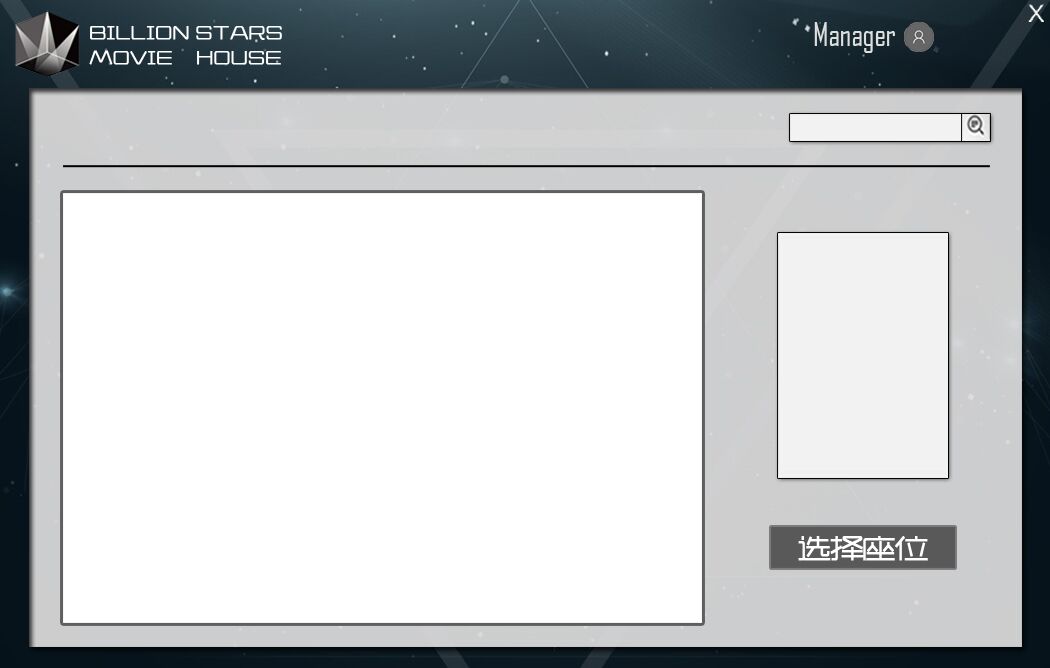 BILLION STARS
MOVIE HOUSE
Manager
X
选择座位